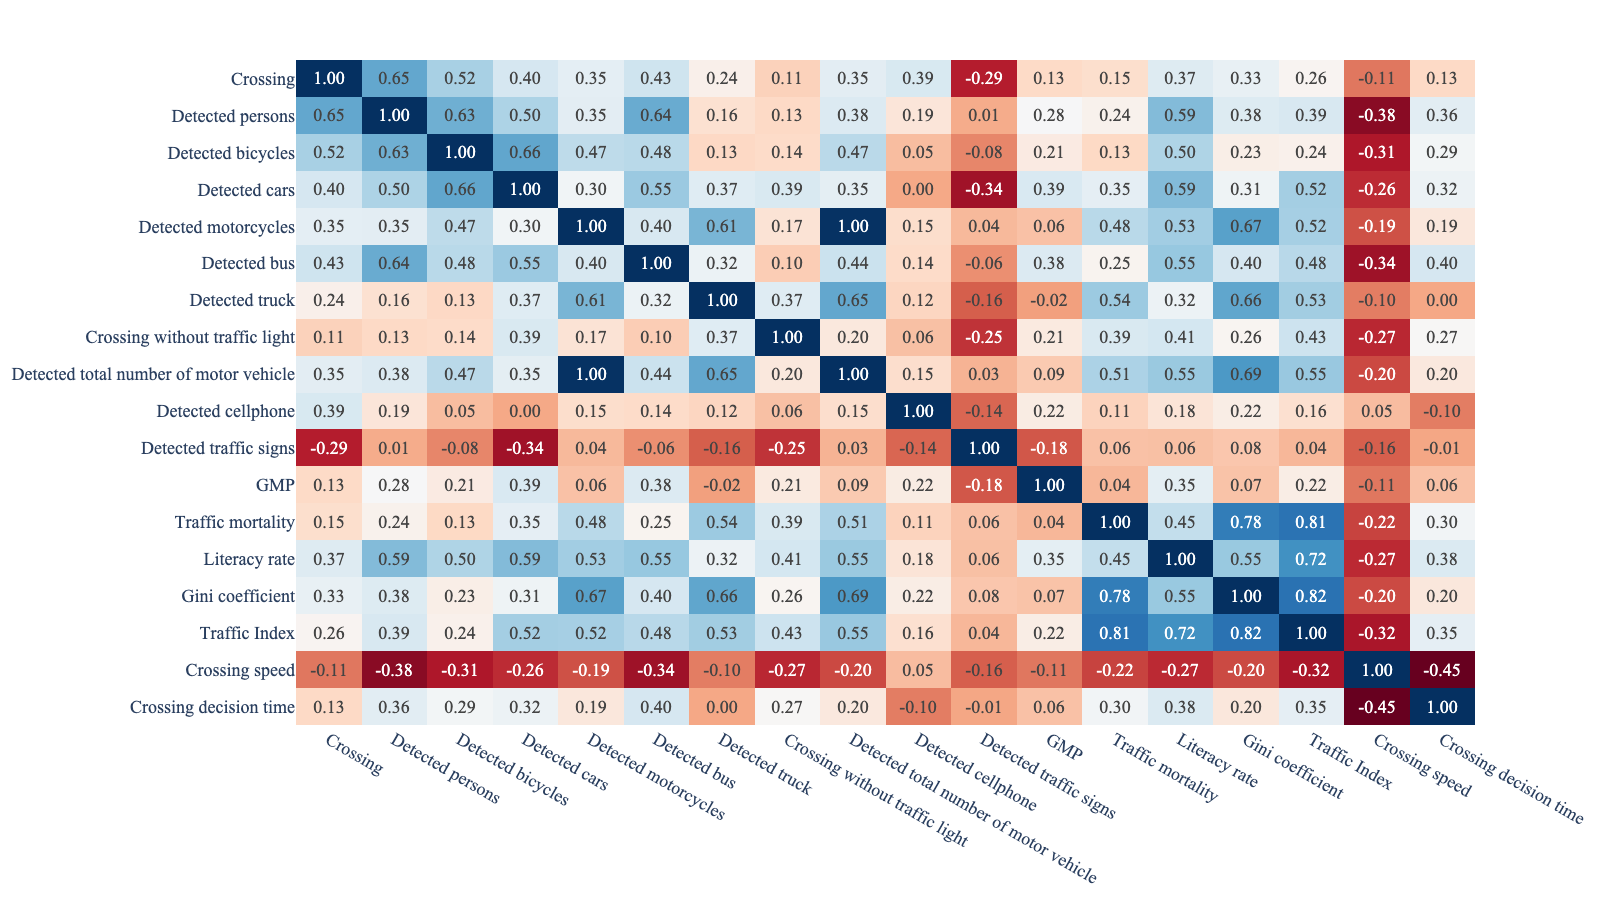 Crossing 1.00 0.65 0.52 0.40 0.35 0.43 0.24 0.11 0.35 0.39 -0.29 0.13 0.15 0.37 0.33 0.26 -0.11 0.13
Detected persons 0.65 1.00 0.63 0.50 0.35 0.64 0.16 0.13 0.38 0.19 0.01 0.28 0.24 0.59 0.38 0.39 -0.38 0.36
Detected bicycles 0.52 0.63 1.00 0.66 0.47 0.48 0.13 0.14 0.47 0.05 -0.08 0.21 0.13 0.50 0.23 0.24 -0.31 0.29
Detected cars 0.40 0.50 0.66 1.00 0.30 0.55 0.37 0.39 0.35 0.00 -0.34 0.39 0.35 0.59 0.31 0.52 -0.26 0.32
Detected motorcycles 0.35 0.35 0.47 0.30 1.00 0.40 0.61 0.17 1.00 0.15 0.04 0.06 0.48 0.53 0.67 0.52 -0.19 0.19
Detected bus 0.43 0.64 0.48 0.55 0.40 1.00 0.32 0.10 0.44 0.14 -0.06 0.38 0.25 0.55 0.40 0.48 -0.34 0.40
Detected truck 0.24 0.16 0.13 0.37 0.61 0.32 1.00 0.37 0.65 0.12 -0.16 -0.02 0.54 0.32 0.66 0.53 -0.10 0.00
Crossing without traffic light 0.11 0.13 0.14 0.39 0.17 0.10 0.37 1.00 0.20 0.06 -0.25 0.21 0.39 0.41 0.26 0.43 -0.27 0.27
Detected total number of motor vehicle 0.35 0.38 0.47 0.35 1.00 0.44 0.65 0.20 1.00 0.15 0.03 0.09 0.51 0.55 0.69 0.55 -0.20 0.20
Detected cellphone 0.39 0.19 0.05 0.00 0.15 0.14 0.12 0.06 0.15 1.00 -0.14 0.22 0.11 0.18 0.22 0.16 0.05 -0.10
Detected traffic signs -0.29 0.01 -0.08 -0.34 0.04 -0.06 -0.16 -0.25 0.03 -0.14 1.00 -0.18 0.06 0.06 0.08 0.04 -0.16 -0.01
GMP 0.13 0.28 0.21 0.39 0.06 0.38 -0.02 0.21 0.09 0.22 -0.18 1.00 0.04 0.35 0.07 0.22 -0.11 0.06
Traffic mortality 0.15 0.24 0.13 0.35 0.48 0.25 0.54 0.39 0.51 0.11 0.06 0.04 1.00 0.45 0.78 0.81 -0.22 0.30
Literacy rate 0.37 0.59 0.50 0.59 0.53 0.55 0.32 0.41 0.55 0.18 0.06 0.35 0.45 1.00 0.55 0.72 -0.27 0.38
Gini coefficient 0.33 0.38 0.23 0.31 0.67 0.40 0.66 0.26 0.69 0.22 0.08 0.07 0.78 0.55 1.00 0.82 -0.20 0.20
Traffic Index 0.26 0.39 0.24 0.52 0.52 0.48 0.53 0.43 0.55 0.16 0.04 0.22 0.81 0.72 0.82 1.00 -0.32 0.35
Crossing speed -0.11 -0.38 -0.31 -0.26 -0.19 -0.34 -0.10 -0.27 -0.20 0.05 -0.16 -0.11 -0.22 -0.27 -0.20 -0.32 1.00 -0.45
Crossing decision time 0.13 0.36 0.29 0.32 0.19 0.40 0.00 0.27 0.20 -0.10 -0.01 0.06 0.30 0.38 0.20 0.35 -0.45 1.00
Crossing
Detected persons
Detected bicycles
Detected cars
Detected motorcycles
Detected bus
Detected truck
Crossing without traffic light
Detected total number of motor vehicle
Detected cellphone
Detected traffic signs
GMP
Traffic mortality
Literacy rate
Gini coefficient
Traffic Index
Crossing speed
Crossing decision time